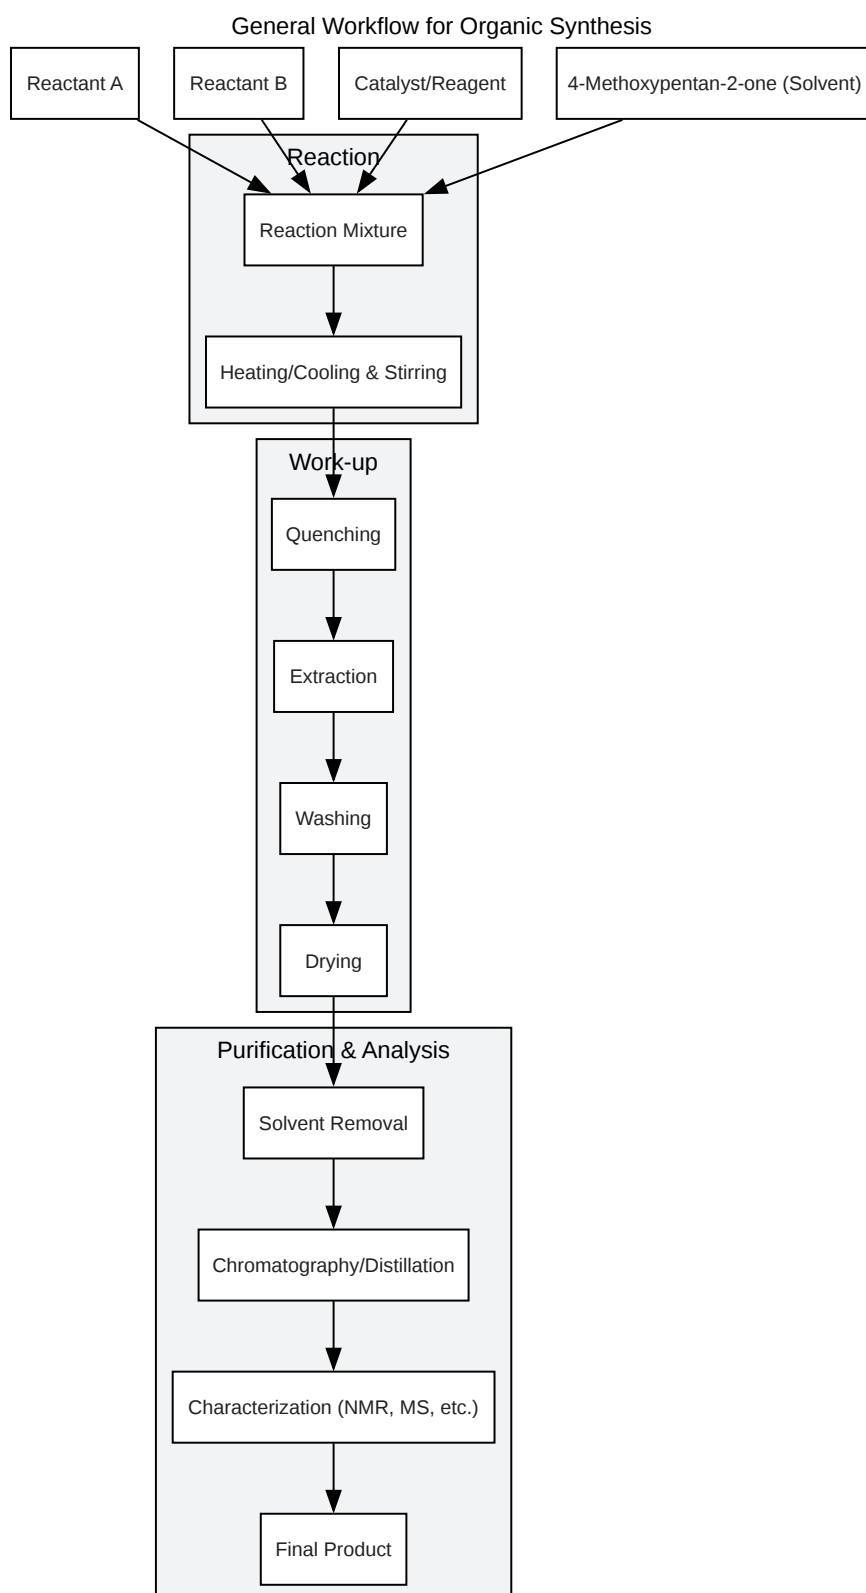 General Workflow for Organic Synthesis
Reactant A
Reactant B
Catalyst/Reagent
4-Methoxypentan-2-one (Solvent)
Reaction
Reaction Mixture
Heating/Cooling & Stirring
Work-up
Quenching
Extraction
Washing
Drying
Purification & Analysis
Solvent Removal
Chromatography/Distillation
Characterization (NMR, MS, etc.)
Final Product